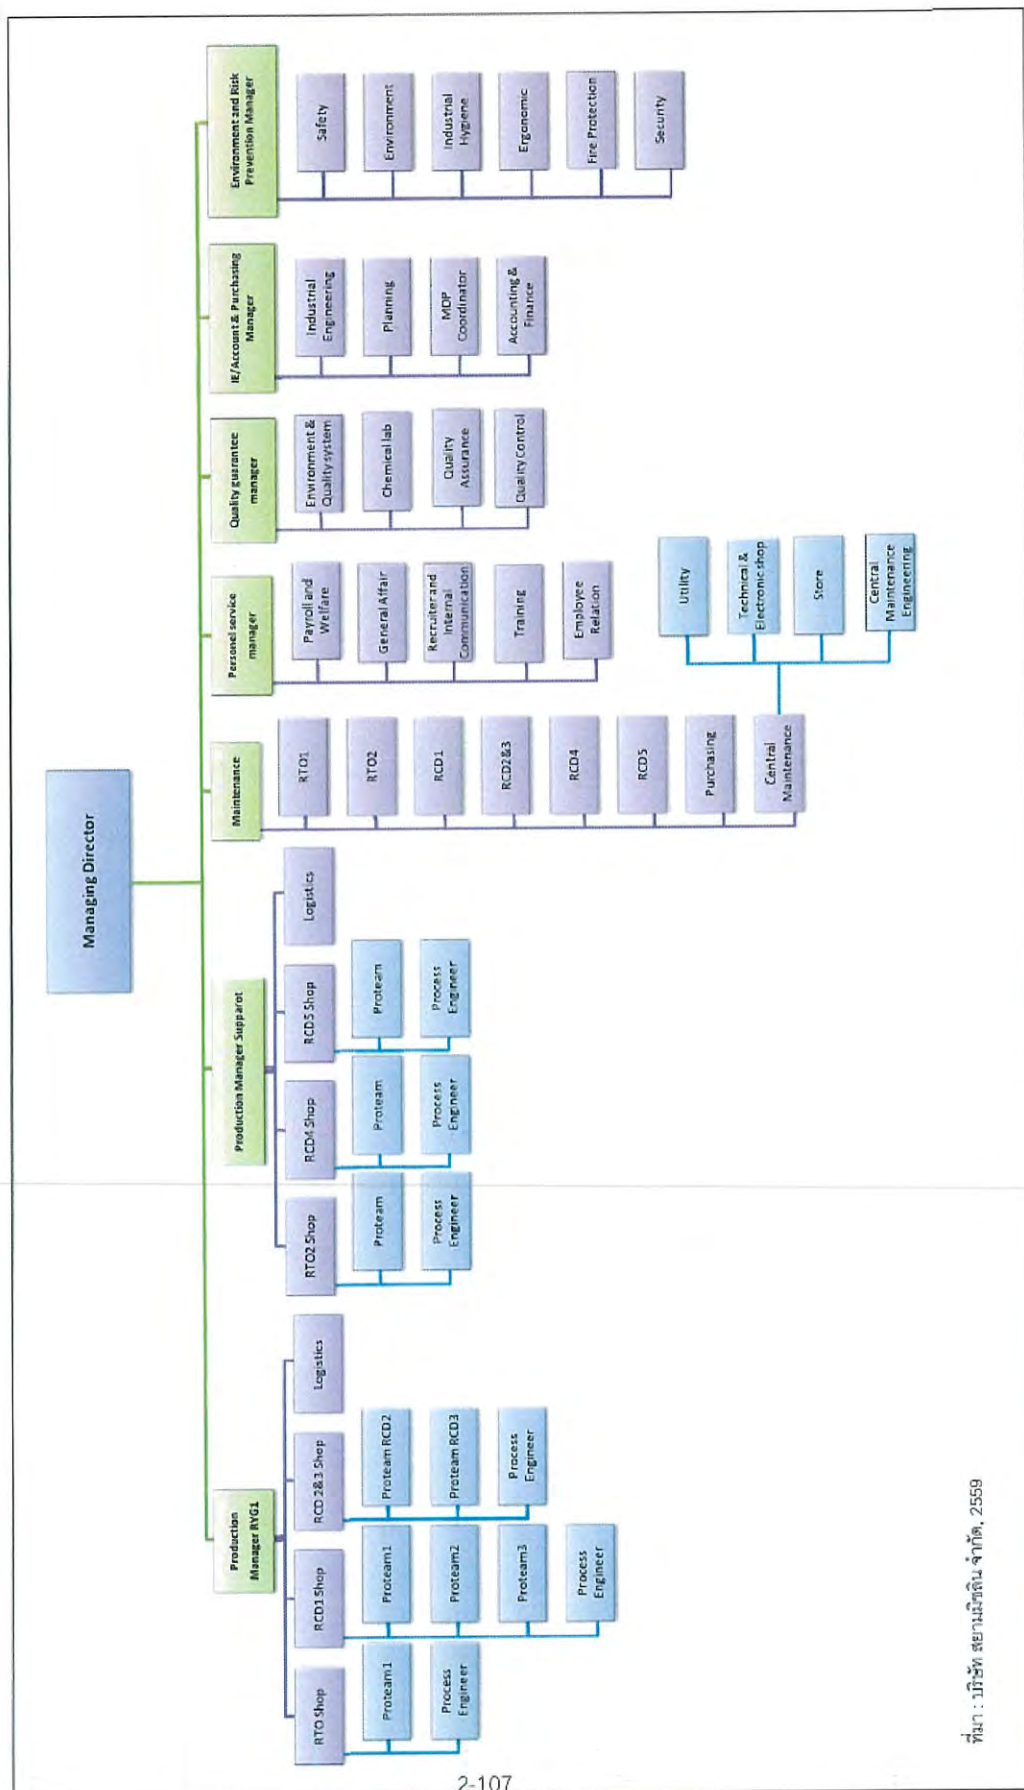 Managing Director
Production
Manager RYG1
RTO Shop
Proteam1
Process
Engineer
RCD1 Shop
Proteam1
Proteam2
Proteam3
Process
Engineer
RCD 2&3 Shop
Proteam RCD2
Proteam RCD3
Process
Engineer
Logistics
Production Manager Supparot
RTO2 Shop
Proteam
Process
Engineer
RCD4 Shop
Proteam
Process
Engineer
RCD5 Shop
Proteam
Process
Engineer
Logistics
Maintenance
RTO1
RTO2
RCD1
RCD2&3
RCD4
RCD5
Purchasing
Central
Maintenance
Utility
Technical &
Electronic shop
Store
Central
Maintenance
Engineering
Personel service
manager
Payroll and
Welfare
General Affair
Recruiter and
Internal
Communication
Training
Employee
Relation
Quality guarantee
manager
Environment &
Quality system
Chemical lab
Quality
Assurance
Quality Control
IE/Account & Purchasing
Manager
Industrial
Engineering
Planning
MDP
Coordinator
Accounting &
Finance
Environment and Risk
Prevention Manager
Safety
Environment
Industrial
Hygiene
Ergonomic
Fire Protection
Security
ที่มา : บริษัท สยามมิชลิน จำกัด, 2559
2-107